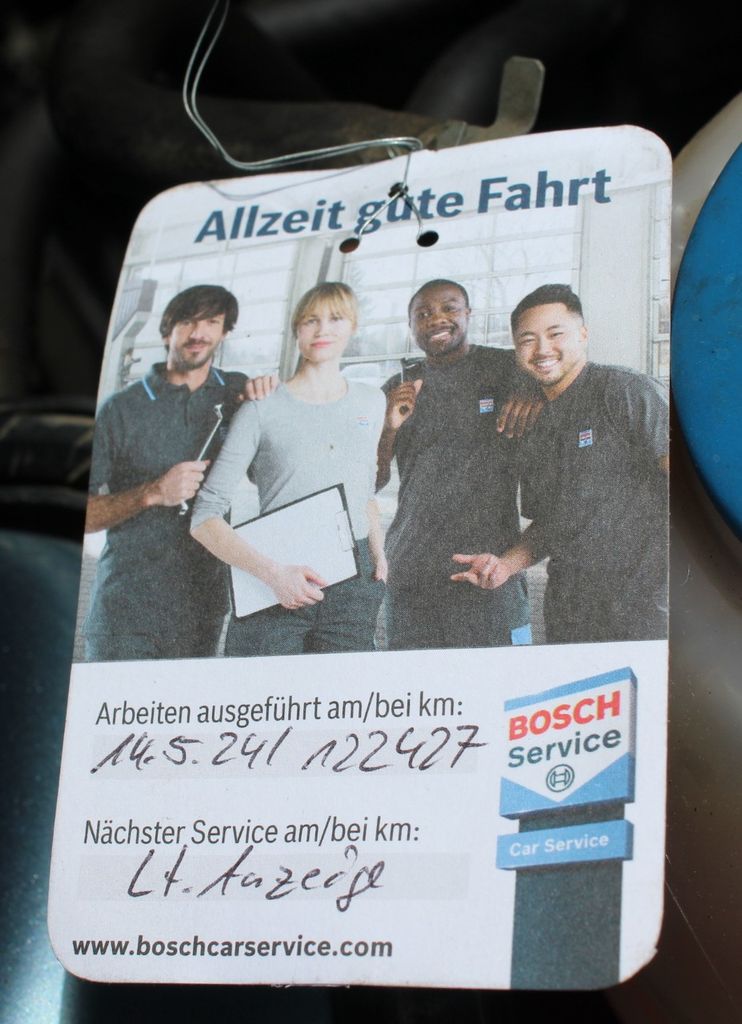 Allzeit gute Fahrt
Arbeiten ausgeführt am/bei km:
14.5.24/ 122427
Nächster Service am/bei km:
Lt. Anzeige
www.boschcarservice.com
BOSCH
Service
Car Service